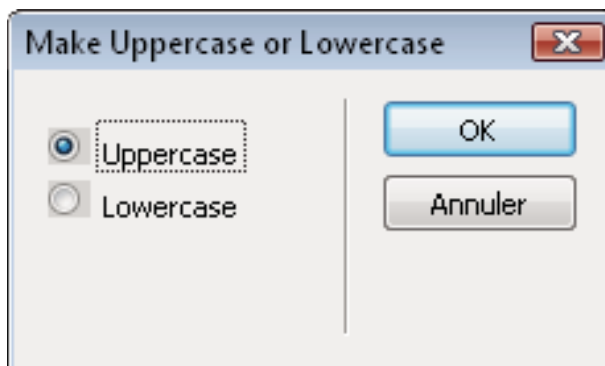 Make Uppercase or Lowercase
Uppercase
Lowercase
OK
Annuler